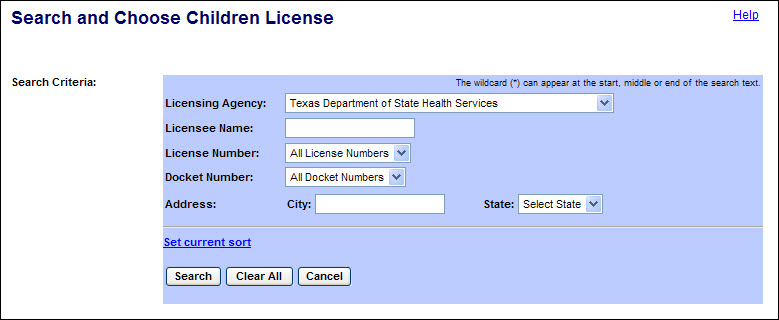 Search and Choose Children License
Help
Search Criteria:
The wildcard (*) can appear at the start, middle or end of the search text.
Licensing Agency: Texas Department of State Health Services
Licensee Name:
License Number: All License Numbers
Docket Number: All Docket Numbers
Address: City: State: Select State
Set current sort
Search Clear All Cancel